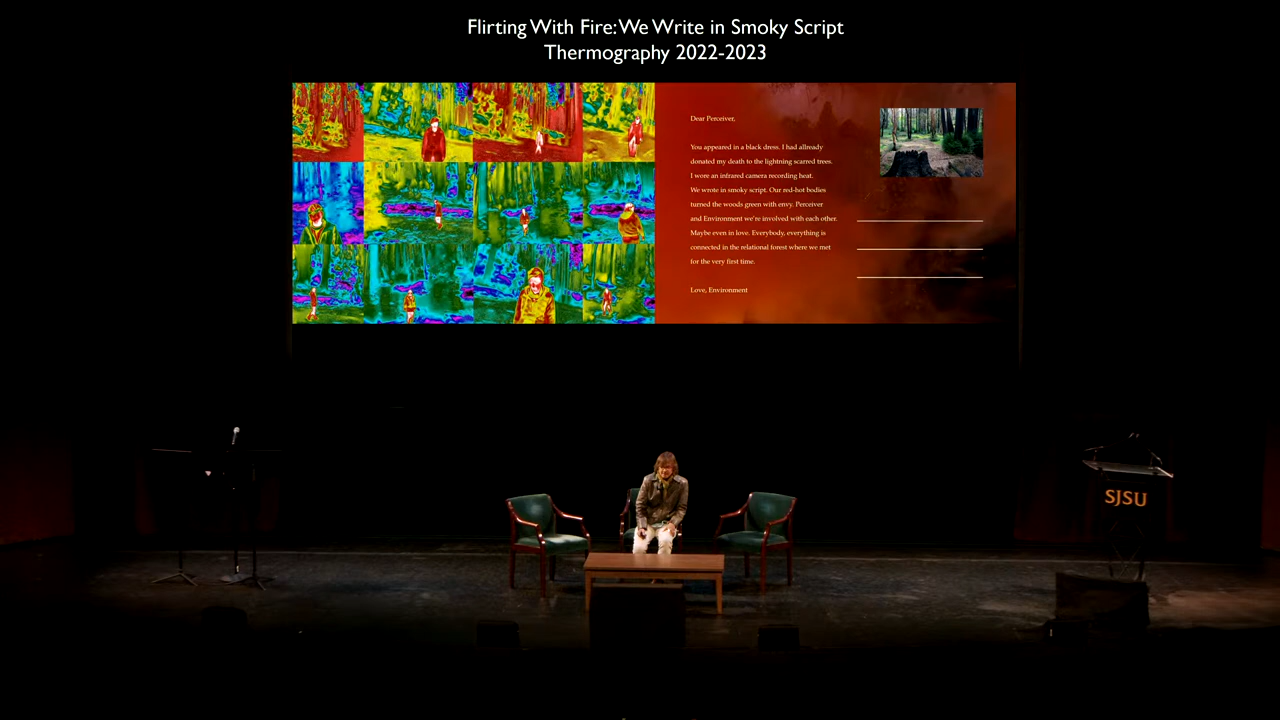 Flirting With Fire: We Write in Smoky Script
Thermography 2022-2023
Dear Perceiver,
You appeared in a black dress. I had allready
donated my death to the lightning scarred trees.
I wore an infrared camera recording heat.
We wrote in smoky script. Our red-hot bodies
turned the woods green with envy. Perceiver
and Environment we're involved with each other.
Maybe even in love. Everybody, everything is
connected in the relational forest where we met
for the very first time.
Love, Environment
SJSU